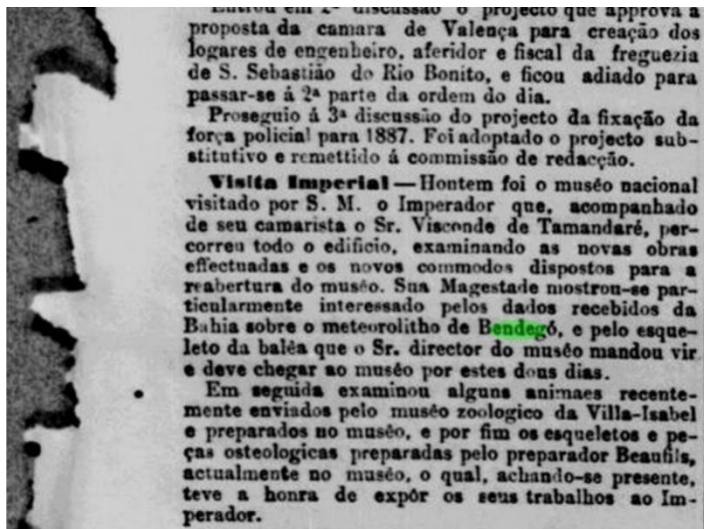 Entrou em 2ª discussão o projecto que approva a
proposta da camara de Valença para creação dos
logares de engenheiro, aferidor e fiscal da freguezia
de S. Sebastião do Rio Bonito, e ficou adiado para
passar-se á 2ª parte da ordem do dia.
Proseguio á 3ª discussão do projecto da fixação da
força policial para 1887. Foi adoptado o projecto sub-
stitutivo e remettido á commissão de redacção.
Visita Imperial — Hontem foi o muséo nacional
visitado por S. M. o Imperador que, acompanhado
de seu camarista o Sr. Visconde de Tamandaré, per-
correu todo o edificio, examinando as novas obras
effectuadas e os novos commodos dispostos para a
reabertura do muséo. Sua Magestade mostrou-se par-
ticularmente interessado pelos dados recebidos da
Bahia sobre o meteorolitho de Bendegó, e pelo esque-
leto da baléa que o Sr. director do muséo mandou vir
e deve chegar ao muséo por estes dous dias.
Em seguida examinou alguns animaes recente-
mente enviados pelo muséo zoologico da Villa-Isabel
e preparados no muséo, e por fim os esqueletos e pe-
ças osteologicas preparadas pelo preparador Beaufils,
actualmente no muséo, o qual, achando-se presente,
teve a honra de expôr os seus trabalhos ao Im-
perador.